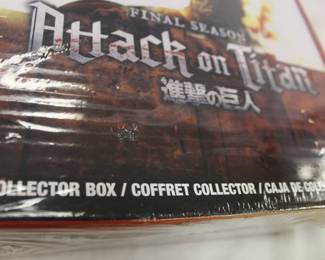 FINAL SEASON
Attack on Titan
進撃の巨人
COLLECTOR BOX / COFFRET COLLECTOR / CAJA DE